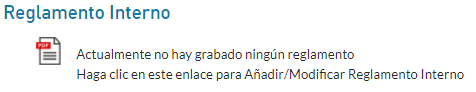 Reglamento Interno
PDF
Actualmente no hay grabado ningún reglamento
Haga clic en este enlace para Añadir/Modificar Reglamento Interno